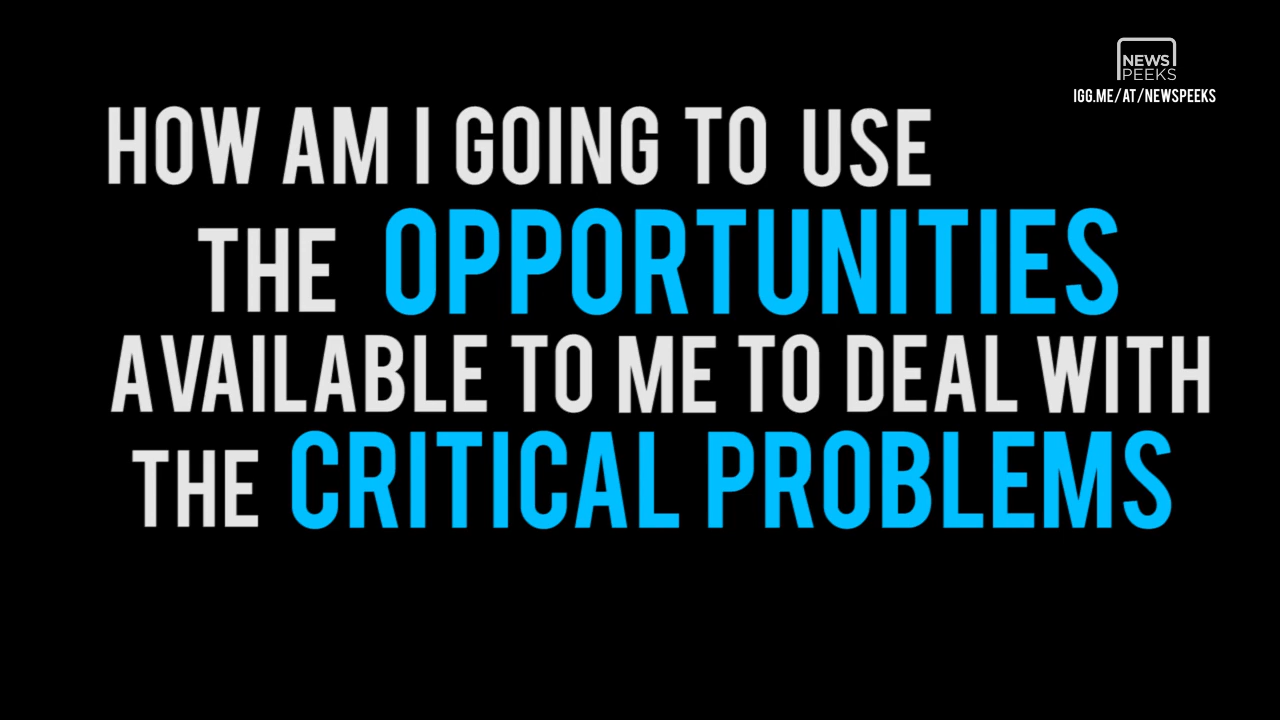 NEWS
PEEKS
IGG.ME/AT/NEWSPEEKS
HOW AM I GOING TO USE
THE OPPORTUNITIES
AVAILABLE TO ME TO DEAL WITH
THE CRITICAL PROBLEMS